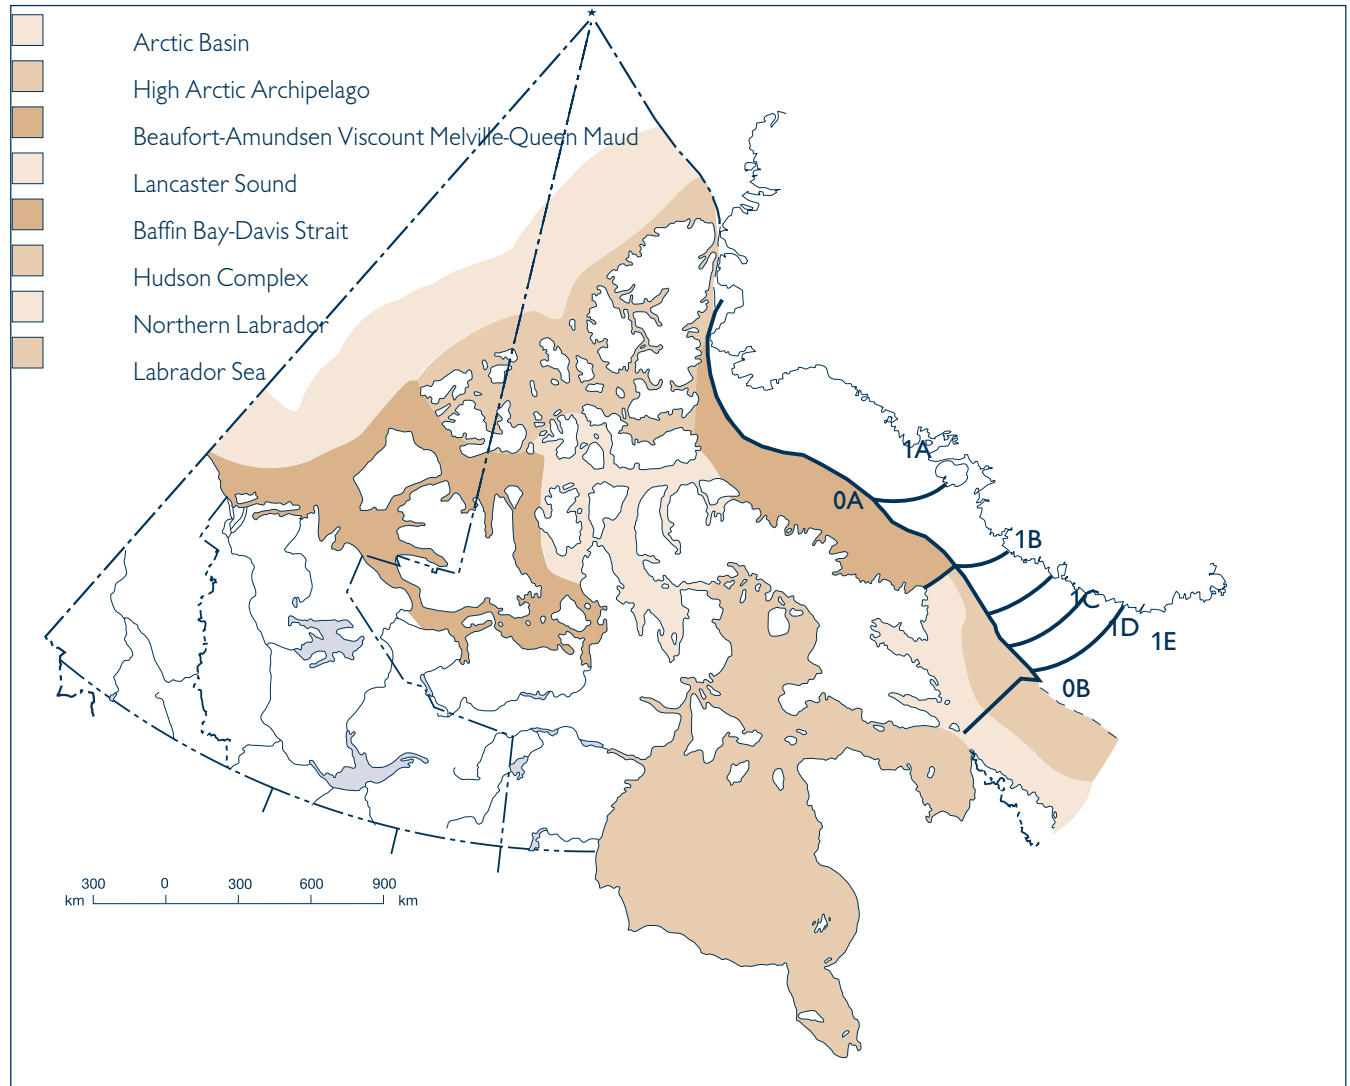 Arctic Basin
High Arctic Archipelago
Beaufort-Amundsen Viscount Melville-Queen Maud
Lancaster Sound
Baffin Bay-Davis Strait
Hudson Complex
Northern Labrador
Labrador Sea
1A
0A
1B
1C
1D
1E
0B
300 0 300 600 900
km km